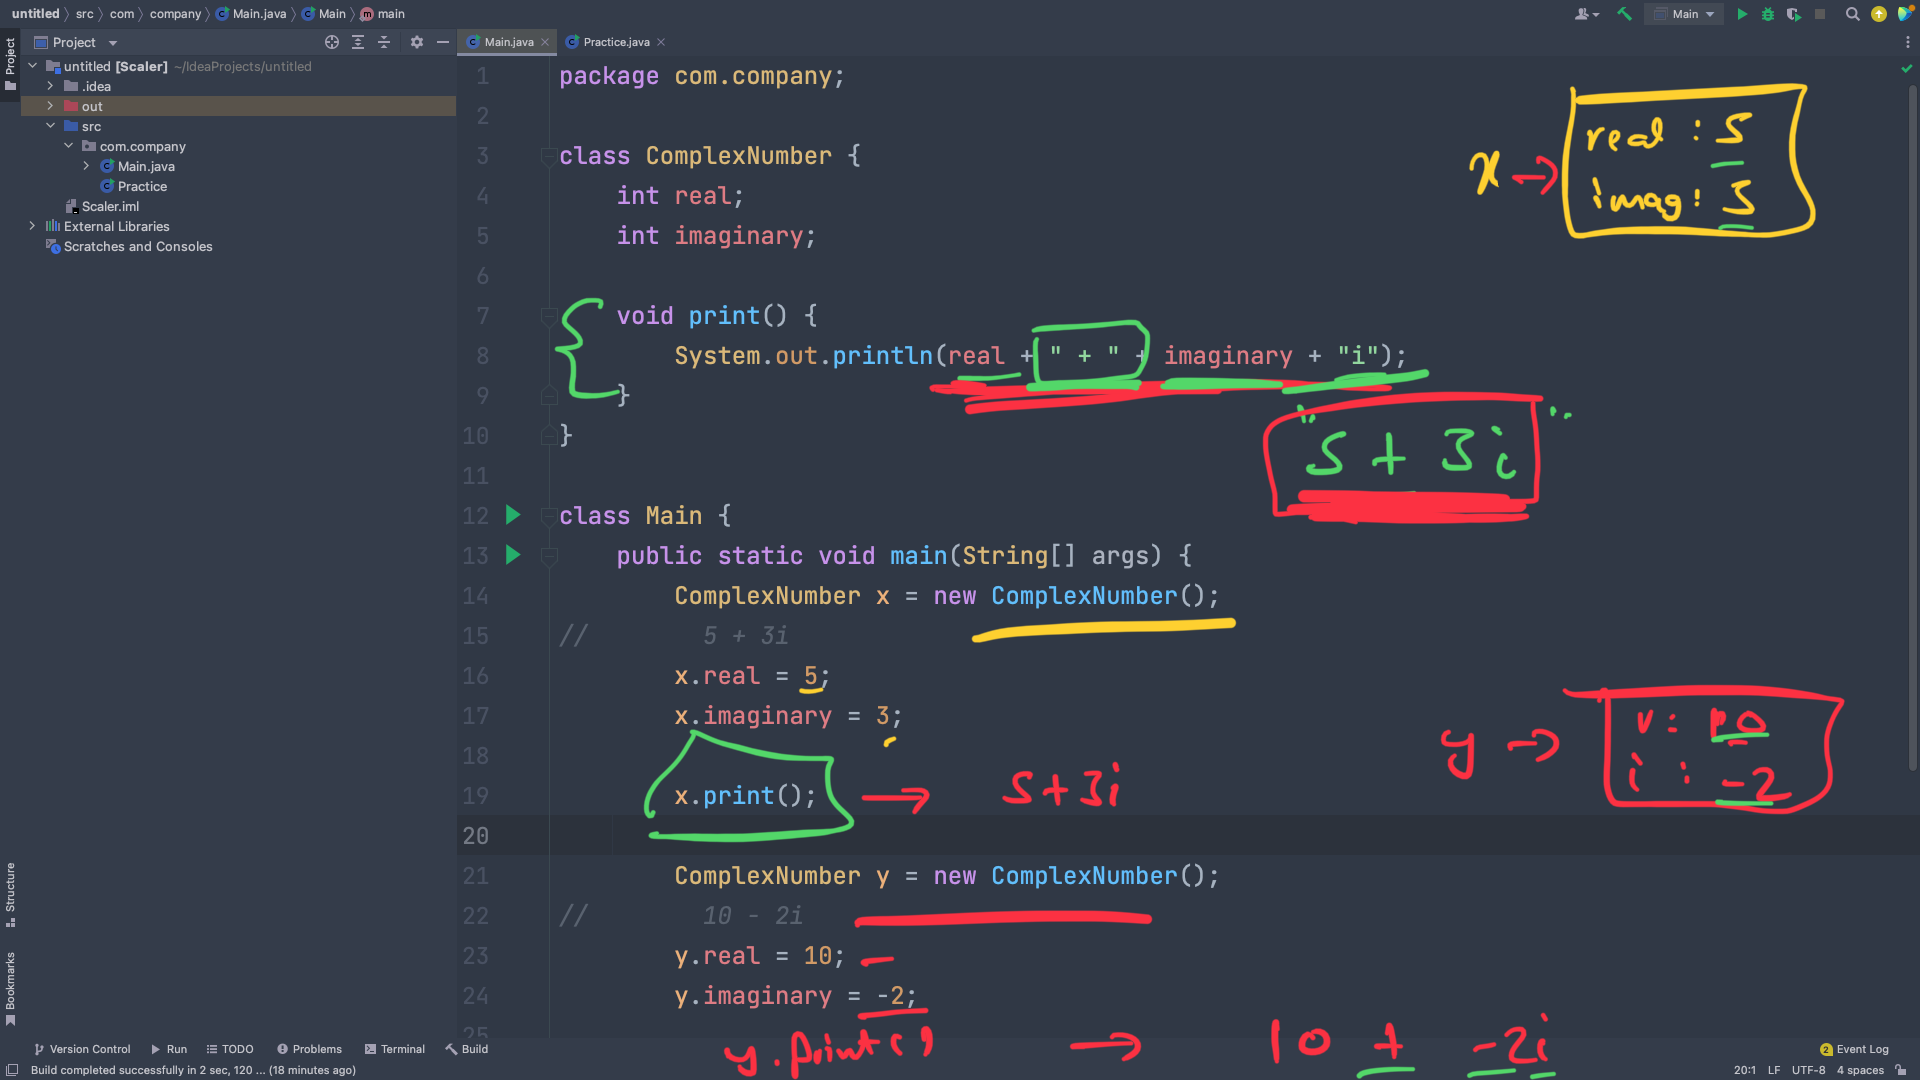 untitled 〉 src 〉 com 〉 company 〉 Main.java 〉 Main 〉 main
Main
Project
Project
Main.java
Practice.java
untitled [Scaler] ~/IdeaProjects/untitled
.idea
out
src
com.company
Main.java
Practice
Scaler.iml
External Libraries
Scratches and Consoles
1 package com.company;
2
3 class ComplexNumber {
4 int real;
5 int imaginary;
6
7 void print() {
8 System.out.println(real + " + " + imaginary + "i");
9 }
10 }
11
12 class Main {
13 public static void main(String[] args) {
14 ComplexNumber x = new ComplexNumber();
15 // 5 + 3i
16 x.real = 5;
17 x.imaginary = 3;
18
19 x.print();
20
21 ComplexNumber y = new ComplexNumber();
22 // 10 - 2i
23 y.real = 10;
24 y.imaginary = -2;
25
x → real : 5
imag : 3
"5 + 3i"
→ 5+3i
y → r : 10
i : -2
y.print() → 10 + -2i
Structure
Bookmarks
Version Control
Run
TODO
Problems
Terminal
Build
2 Event Log
Build completed successfully in 2 sec, 120 ... (18 minutes ago)
20:1 LF UTF-8 4 spaces